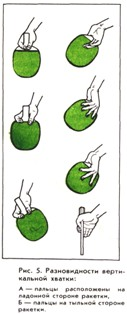 Рис. 5. Разновидности верти-
кальной хватки:
А — пальцы расположены на
ладонной стороне ракетки,
Б — пальцы на тыльной стороне
ракетки.